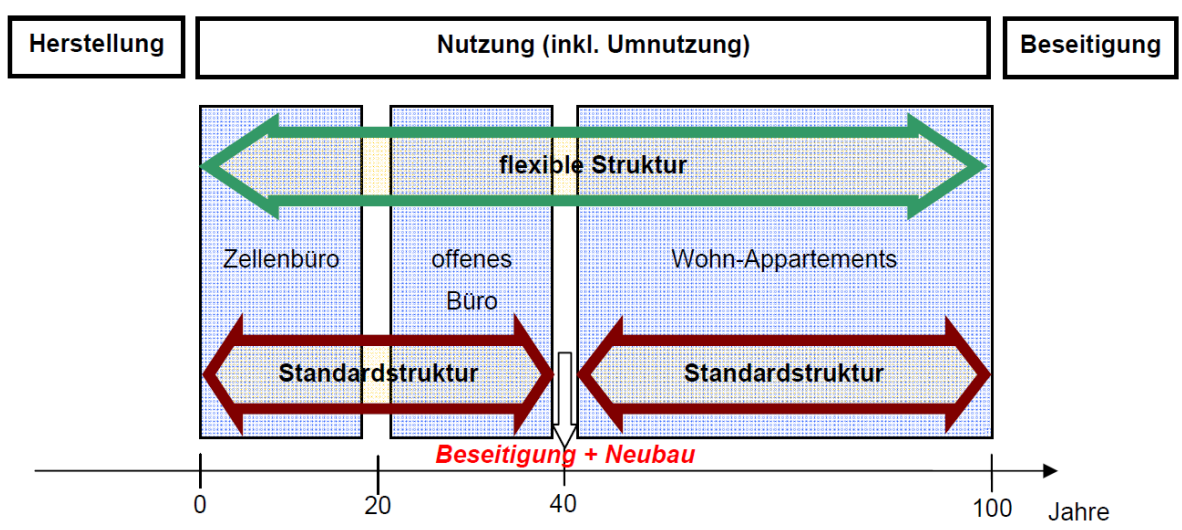 Herstellung
Nutzung (inkl. Umnutzung)
Beseitigung
flexible Struktur
Zellenbüro
offenes
Büro
Wohn-Appartements
Standardstruktur
Standardstruktur
Beseitigung + Neubau
0
20
40
100
Jahre